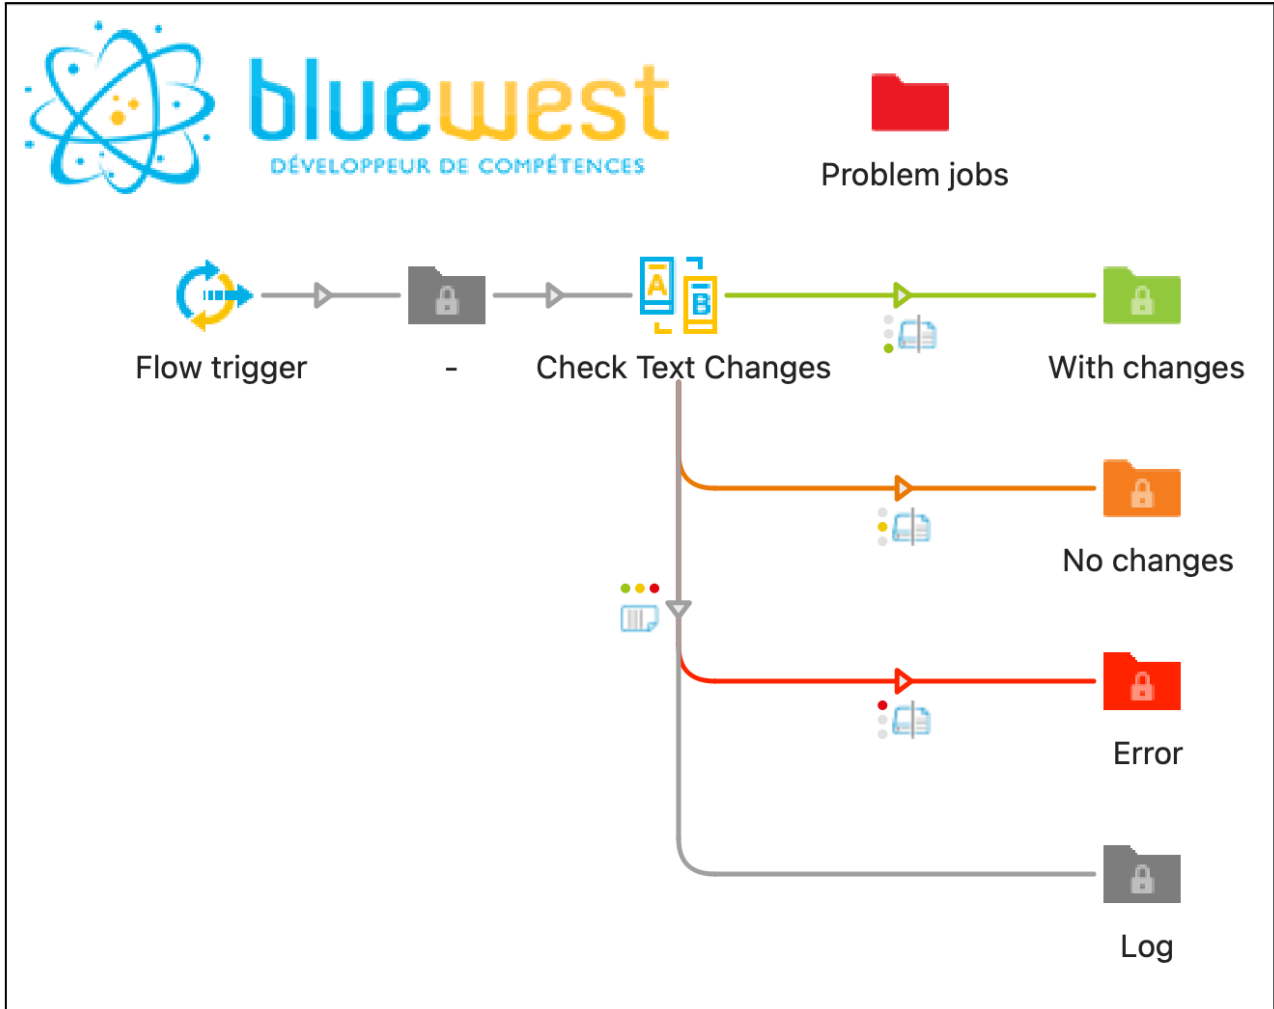 bluewest
DÉVELOPPEUR DE COMPÉTENCES
Problem jobs
A
B
Flow trigger
-
Check Text Changes
With changes
No changes
Error
Log